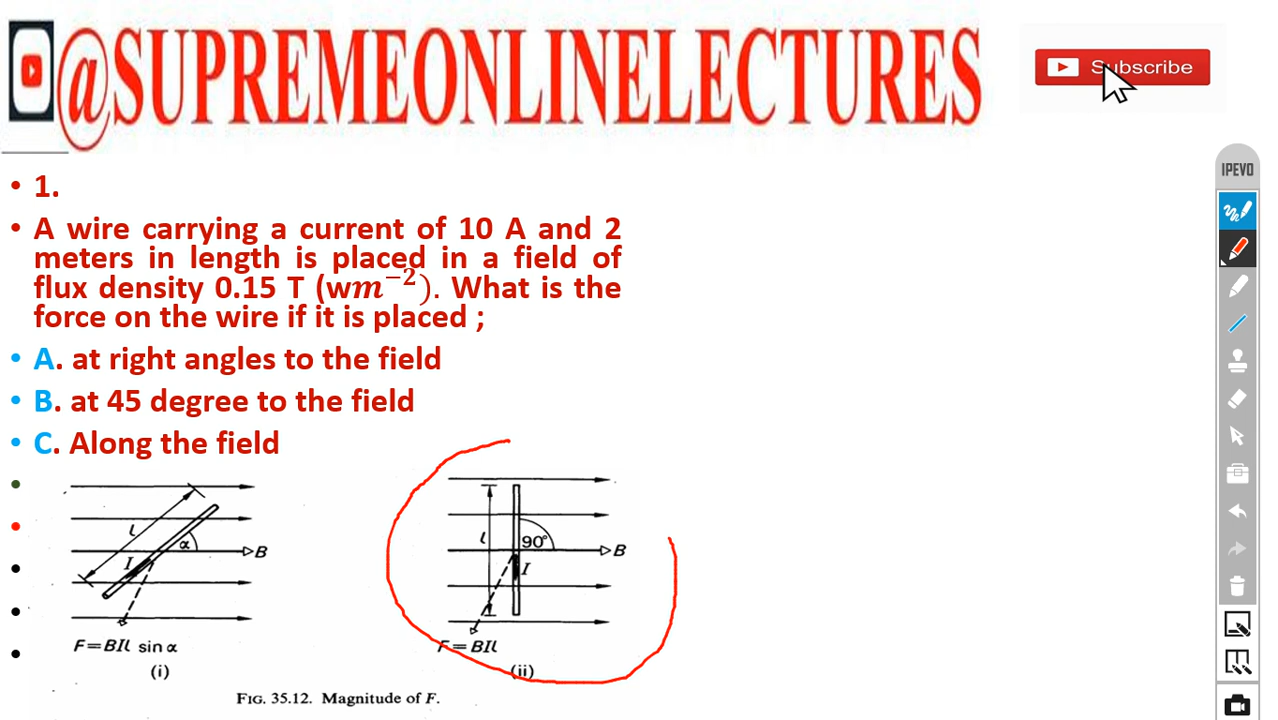 @SUPREMEONLINELECTURES
Subscribe
IPEVO
• 1.
• A wire carrying a current of 10 A and 2
meters in length is placed in a field of
flux density 0.15 T (wm⁻²). What is the
force on the wire if it is placed ;
• A. at right angles to the field
• B. at 45 degree to the field
• C. Along the field
l
α
B
I
F=BIl sin α
(i)
l
90°
B
I
F=BIl
(ii)
FIG. 35.12. Magnitude of F.